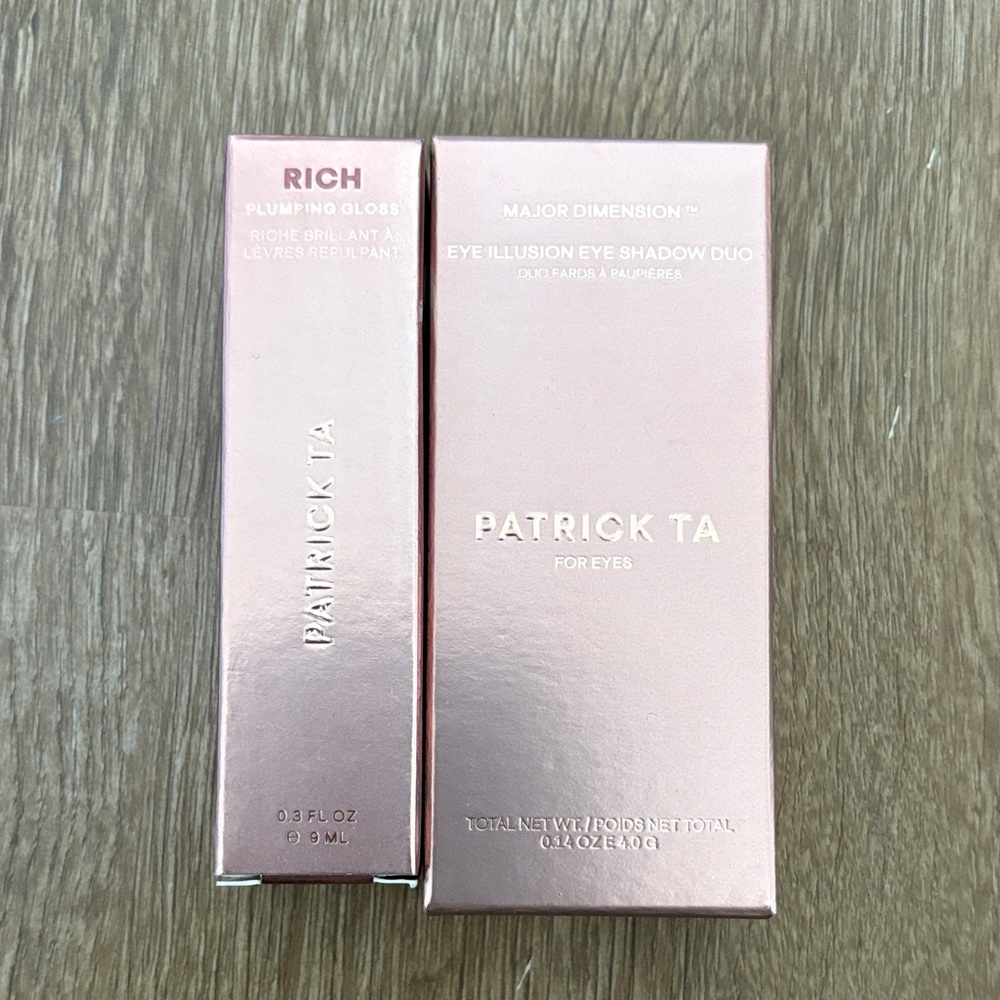 RICH
PLUMPING GLOSS
RICHE BRILLANT À
LÈVRES REPULPANT
PATRICK TA
0.3 FL OZ
℮ 9 ML
MAJOR DIMENSION™
EYE ILLUSION EYE SHADOW DUO
DUO FARDS À PAUPIÈRES
PATRICK TA
FOR EYES
TOTAL NET WT. / POIDS NET TOTAL
0.14 OZ E 4.0 G